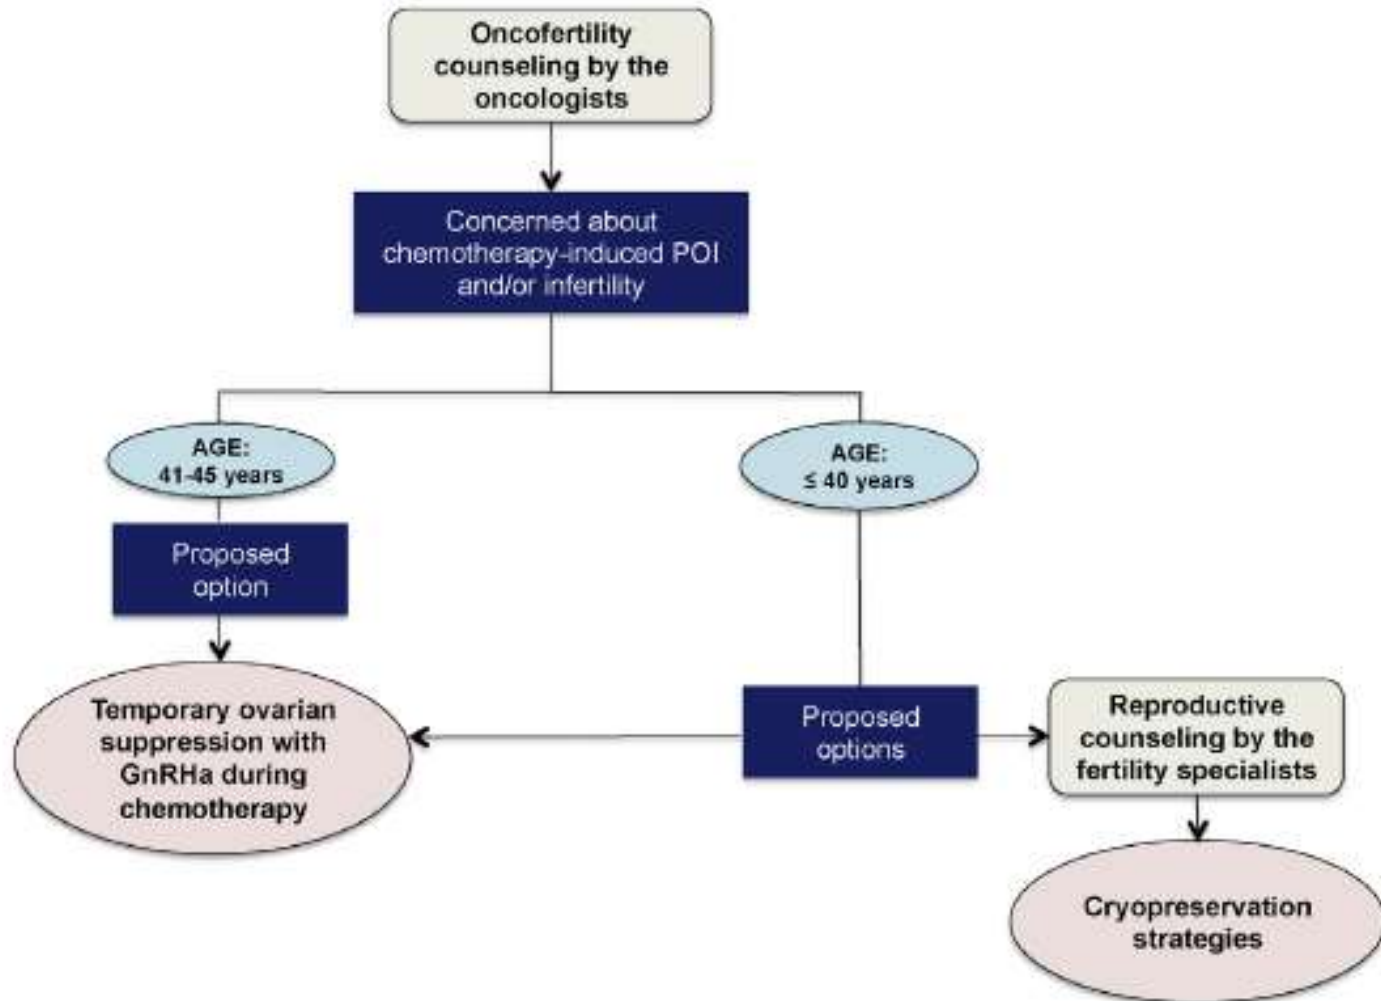 Oncofertility
counseling by the
oncologists
Concerned about
chemotherapy-induced POI
and/or infertility
AGE:
41-45 years
AGE:
≤ 40 years
Proposed
option
Temporary ovarian
suppression with
GnRHa during
chemotherapy
Proposed
options
Reproductive
counseling by the
fertility specialists
Cryopreservation
strategies